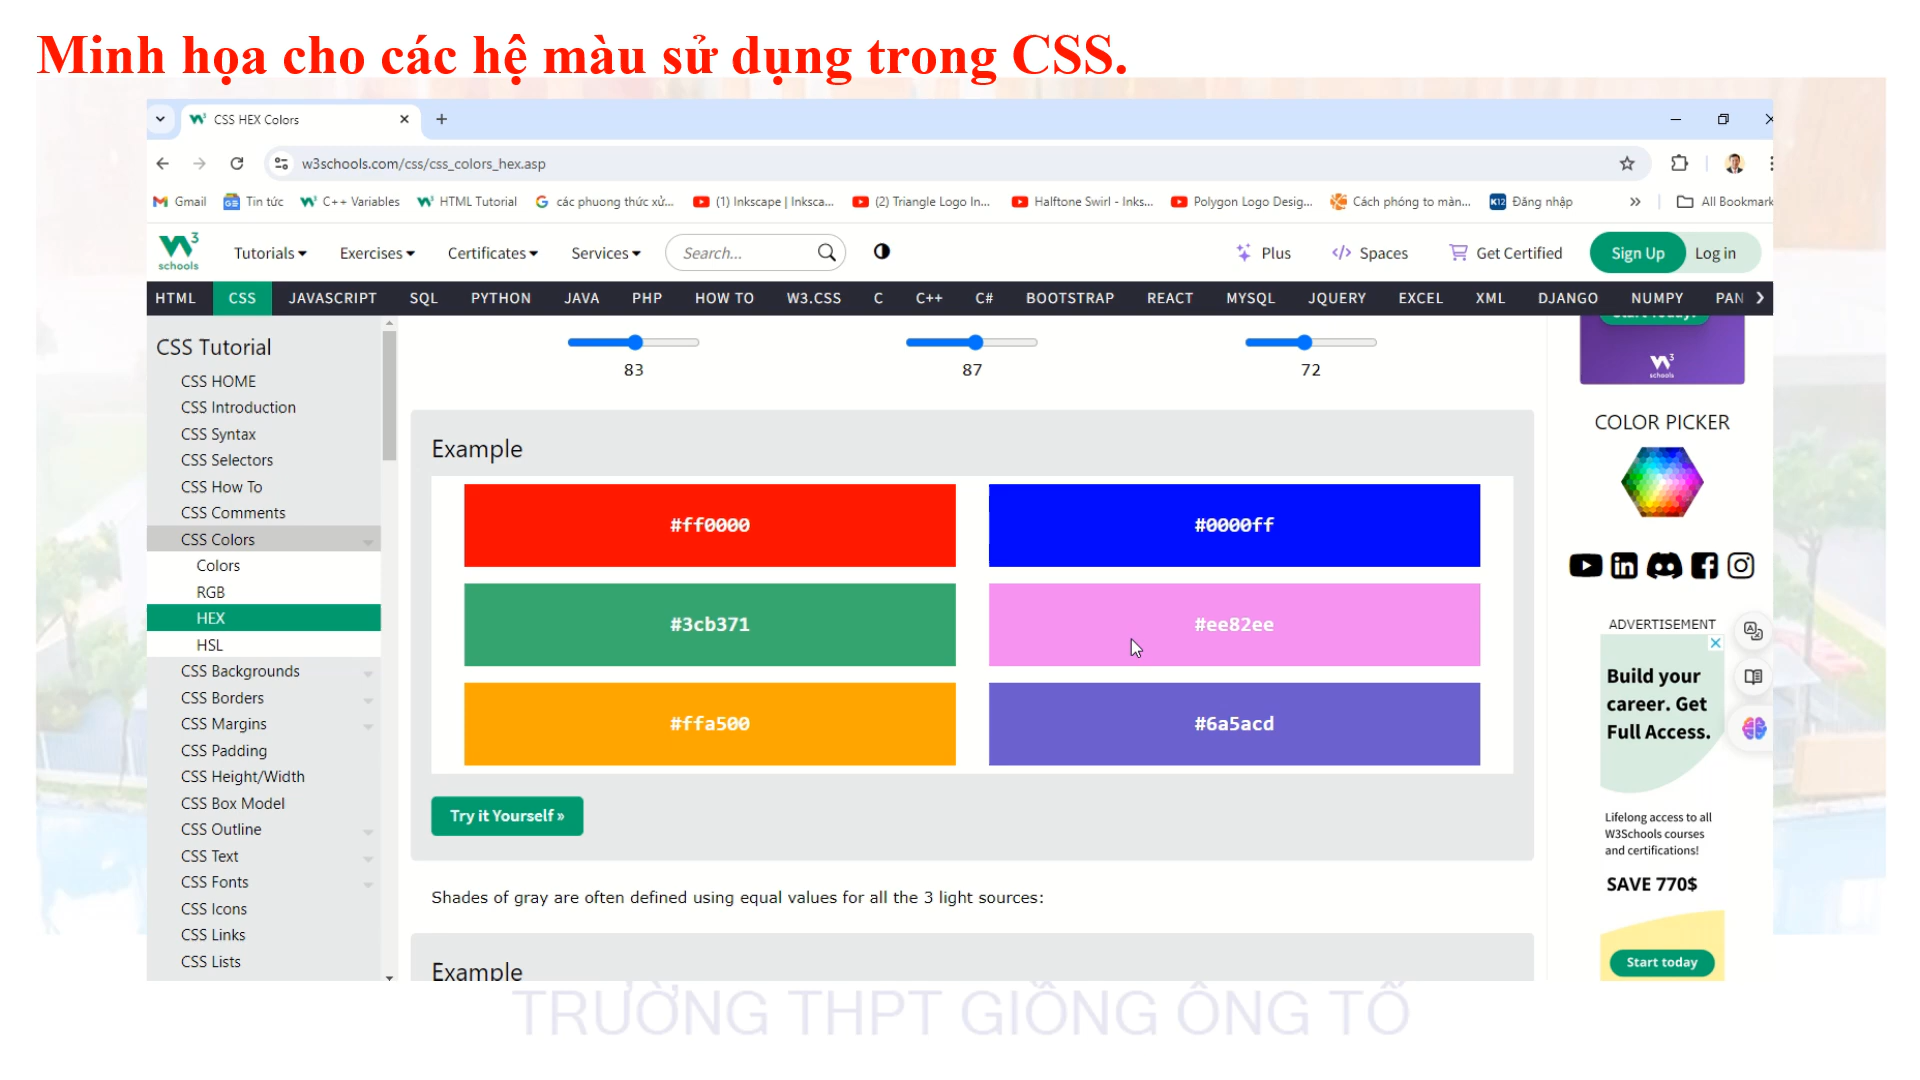 Minh họa cho các hệ màu sử dụng trong CSS.
CSS HEX Colors
w3schools.com/css/css_colors_hex.asp
Gmail Tin tức C++ Variables HTML Tutorial các phuong thức xử... (1) Inkscape | Inksca... (2) Triangle Logo In... Halftone Swirl - Inks... Polygon Logo Desig... Cách phóng to màn... K12 Đăng nhập » All Bookmark
W3 schools Tutorials Exercises Certificates Services Search... Plus Spaces Get Certified Sign Up Log in
HTML CSS JAVASCRIPT SQL PYTHON JAVA PHP HOW TO W3.CSS C C++ C# BOOTSTRAP REACT MYSQL JQUERY EXCEL XML DJANGO NUMPY PAN
CSS Tutorial
CSS HOME
CSS Introduction
CSS Syntax
CSS Selectors
CSS How To
CSS Comments
CSS Colors
Colors
RGB
HEX
HSL
CSS Backgrounds
CSS Borders
CSS Margins
CSS Padding
CSS Height/Width
CSS Box Model
CSS Outline
CSS Text
CSS Fonts
CSS Icons
CSS Links
CSS Lists
83 87 72
Example
#ff0000 #0000ff
#3cb371 #ee82ee
#ffa500 #6a5acd
Try it Yourself »
Shades of gray are often defined using equal values for all the 3 light sources:
Example
W3 schools
COLOR PICKER
ADVERTISEMENT
Build your
career. Get
Full Access.
Lifelong access to all
W3Schools courses
and certifications!
SAVE 770$
Start today
TRƯỜNG THPT GIỒNG ÔNG TỐ